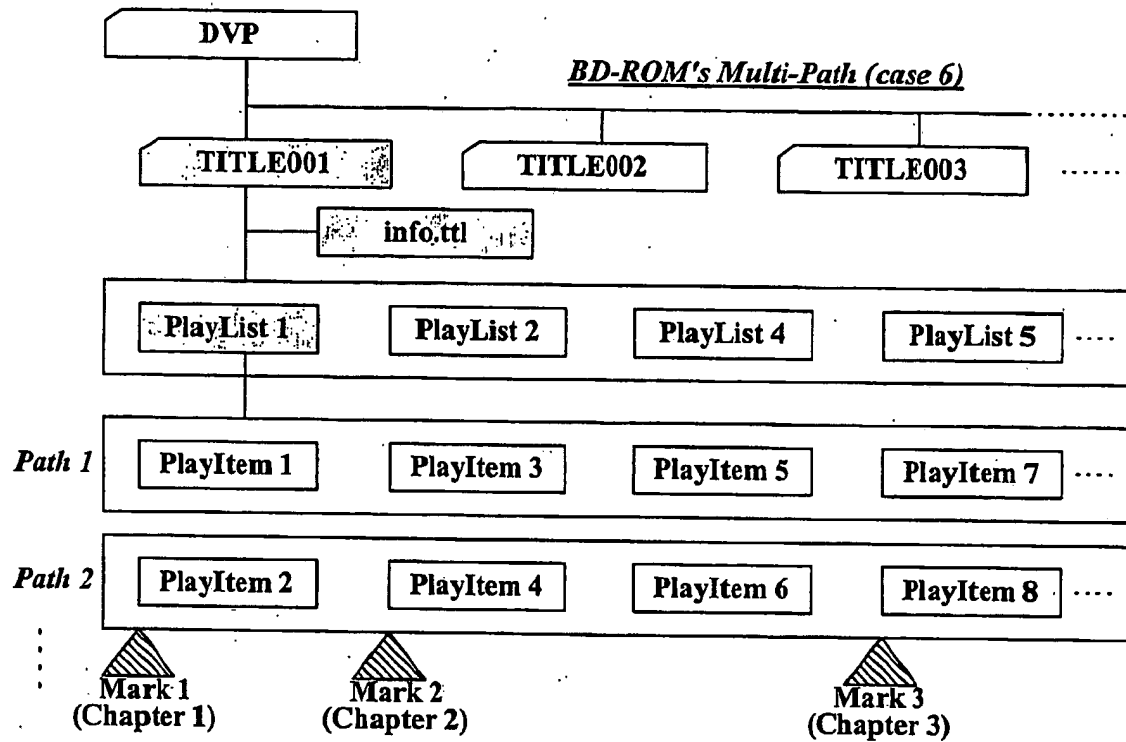 DVP
BD-ROM's Multi-Path (case 6)
TITLE001 TITLE002 TITLE003
info.ttl
PlayList 1 PlayList 2 PlayList 4 PlayList 5
Path 1 PlayItem 1 PlayItem 3 PlayItem 5 PlayItem 7
Path 2 PlayItem 2 PlayItem 4 PlayItem 6 PlayItem 8
Mark 1 Mark 2 Mark 3
(Chapter 1) (Chapter 2) (Chapter 3)